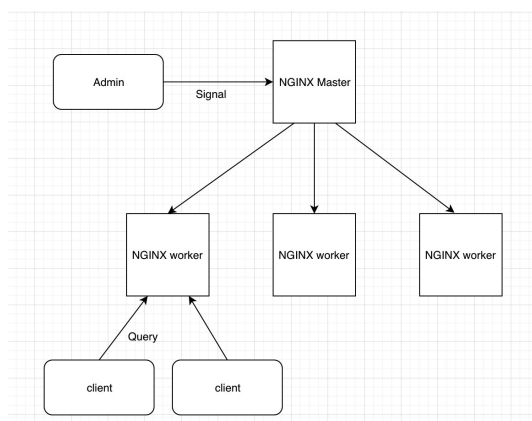 Admin
NGINX Master
Signal
NGINX worker
NGINX worker
NGINX worker
Query
client
client